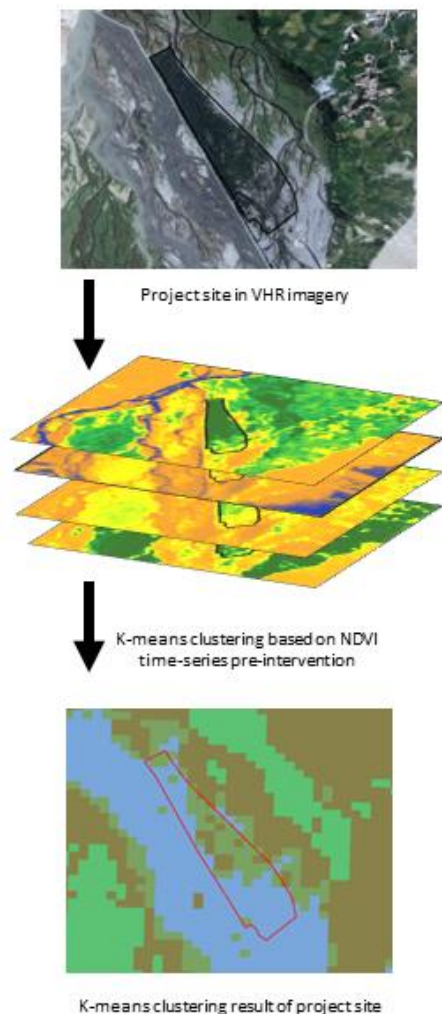 Project site in VHR imagery
K-means clustering based on NDVI
time-series pre-intervention
K-means clustering result of project site